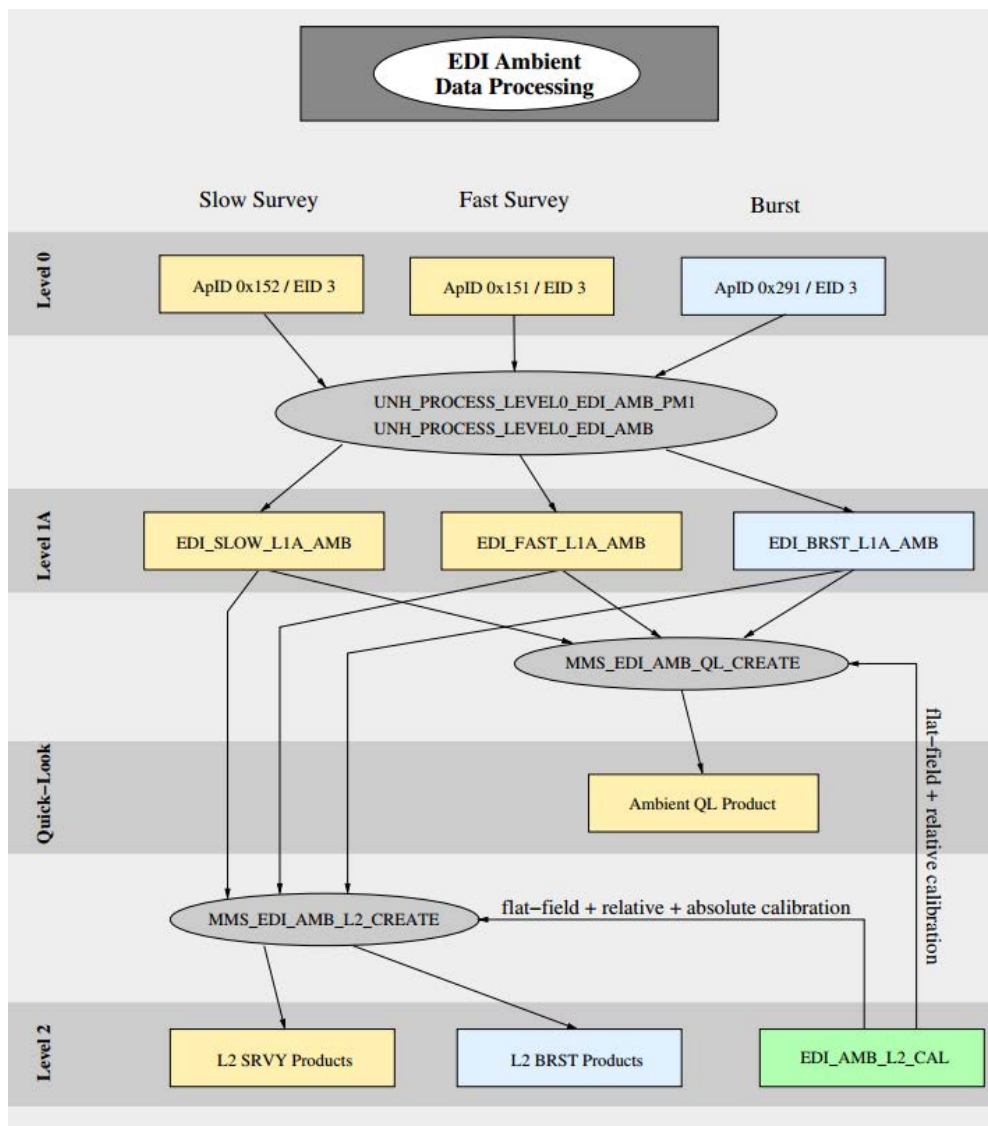 EDI Ambient
Data Processing
Slow Survey
Fast Survey
Burst
Level 0
ApID 0x152 / EID 3
ApID 0x151 / EID 3
ApID 0x291 / EID 3
UNH_PROCESS_LEVEL0_EDI_AMB_PM1
UNH_PROCESS_LEVEL0_EDI_AMB
Level 1A
EDI_SLOW_L1A_AMB
EDI_FAST_L1A_AMB
EDI_BRST_L1A_AMB
MMS_EDI_AMB_QL_CREATE
flat−field + relative calibration
Quick−Look
Ambient QL Product
MMS_EDI_AMB_L2_CREATE
flat−field + relative + absolute calibration
Level 2
L2 SRVY Products
L2 BRST Products
EDI_AMB_L2_CAL